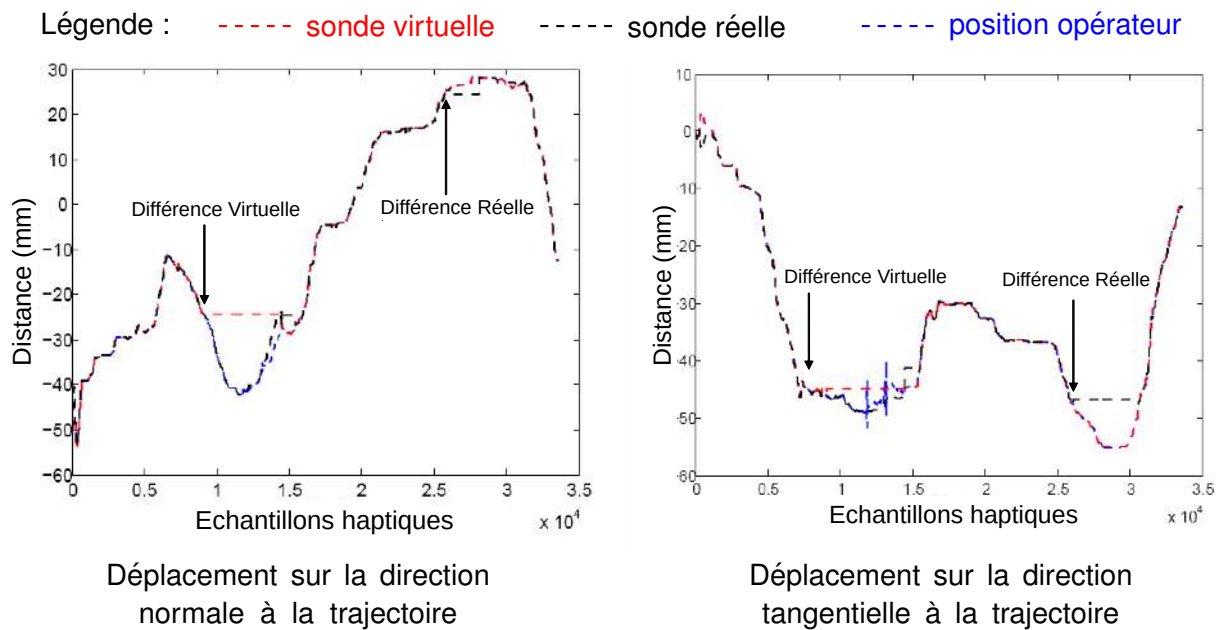 Légende : sonde virtuelle sonde réelle position opérateur
30
20
10
0
−10
−20
−30
−40
−50
−60
Distance (mm)
Différence Virtuelle
Différence Réelle
0 0.5 1 1.5 2 2.5 3 3.5
Echantillons haptiques
x 10⁴
Déplacement sur la direction
normale à la trajectoire
10
0
-10
-20
-30
-40
-50
-60
Distance (mm)
Différence Virtuelle
Différence Réelle
0 0.5 1 1.5 2 2.5 3 3.5
Echantillons haptiques
x 10⁴
Déplacement sur la direction
tangentielle à la trajectoire